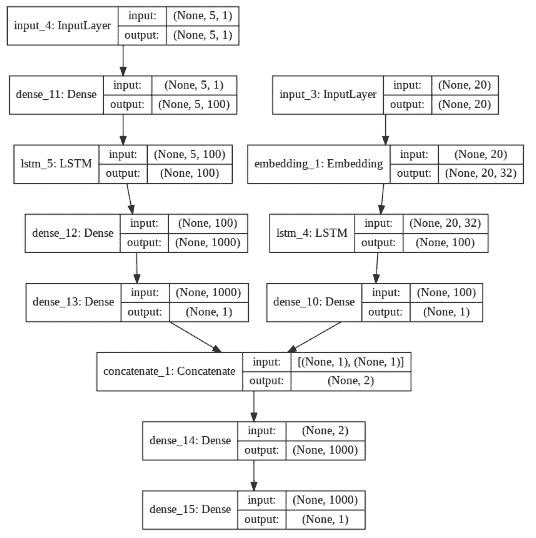 input_4: InputLayer
input: (None, 5, 1)
output: (None, 5, 1)
dense_11: Dense
input: (None, 5, 1)
output: (None, 5, 100)
input_3: InputLayer
input: (None, 20)
output: (None, 20)
lstm_5: LSTM
input: (None, 5, 100)
output: (None, 100)
embedding_1: Embedding
input: (None, 20)
output: (None, 20, 32)
dense_12: Dense
input: (None, 100)
output: (None, 1000)
lstm_4: LSTM
input: (None, 20, 32)
output: (None, 100)
dense_13: Dense
input: (None, 1000)
output: (None, 1)
dense_10: Dense
input: (None, 100)
output: (None, 1)
concatenate_1: Concatenate
input: [(None, 1), (None, 1)]
output: (None, 2)
dense_14: Dense
input: (None, 2)
output: (None, 1000)
dense_15: Dense
input: (None, 1000)
output: (None, 1)